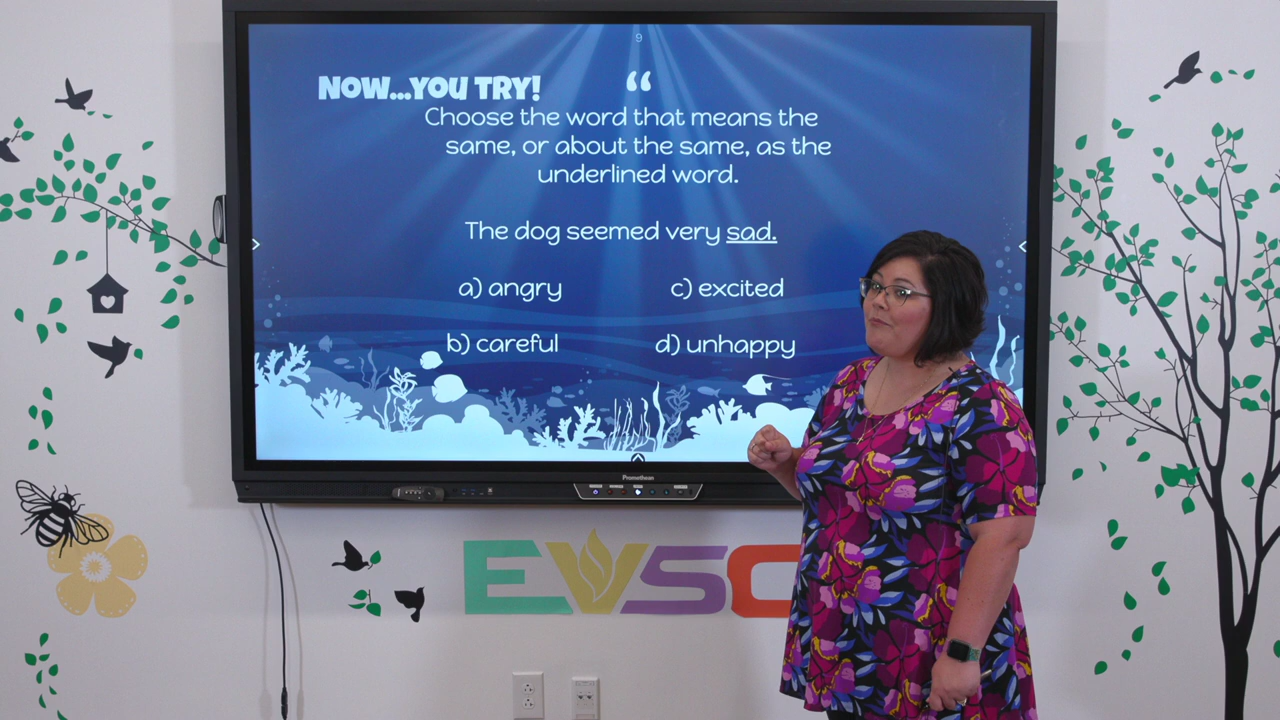 9
NOW...YOU TRY!
“
Choose the word that means the
same, or about the same, as the
underlined word.
The dog seemed very sad.
a) angry
c) excited
b) careful
d) unhappy
Promethean
EVSC